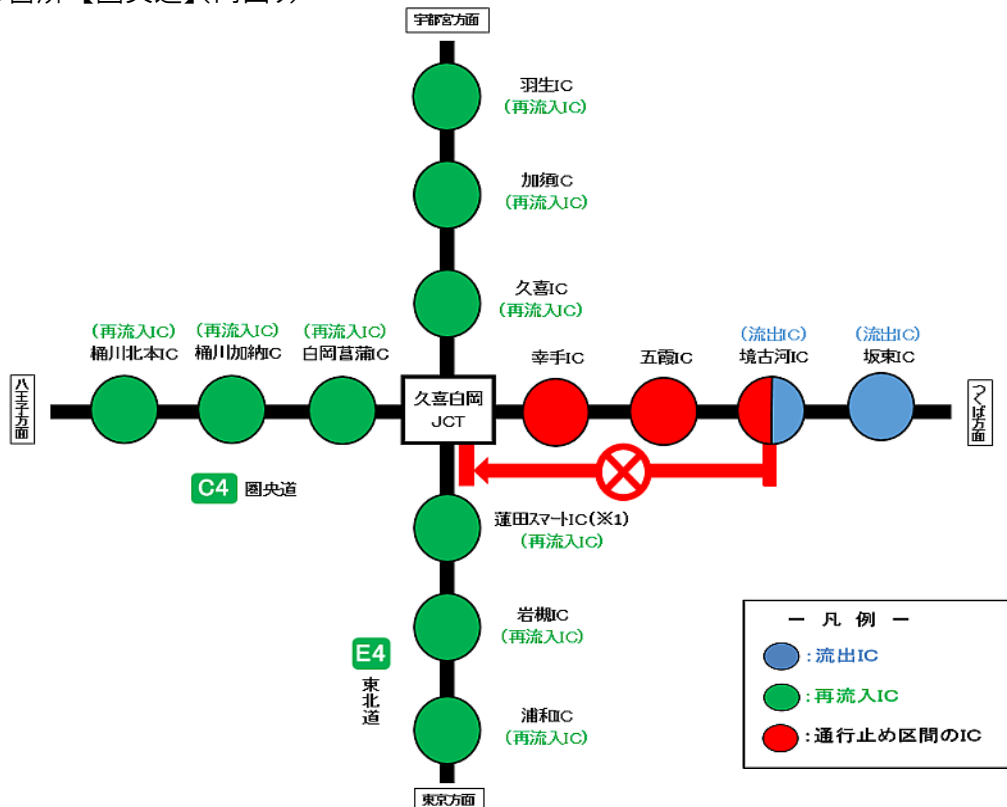 【圏央道】(内回り)
宇都宮方面
羽生IC
(再流入IC)
加須IC
(再流入IC)
久喜IC
(再流入IC)
(再流入IC)
桶川北本IC
(再流入IC)
桶川加納IC
(再流入IC)
白岡菖蒲IC
幸手IC
五霞IC
(流出IC)
境古河IC
(流出IC)
坂東IC
八王子方面
久喜白岡
JCT
つくば方面
C4 圏央道
蓮田スマートIC(※1)
(再流入IC)
岩槻IC
(再流入IC)
E4
東北道
浦和IC
(再流入IC)
東京方面
― 凡 例 ―
:流出IC
:再流入IC
:通行止め区間のIC